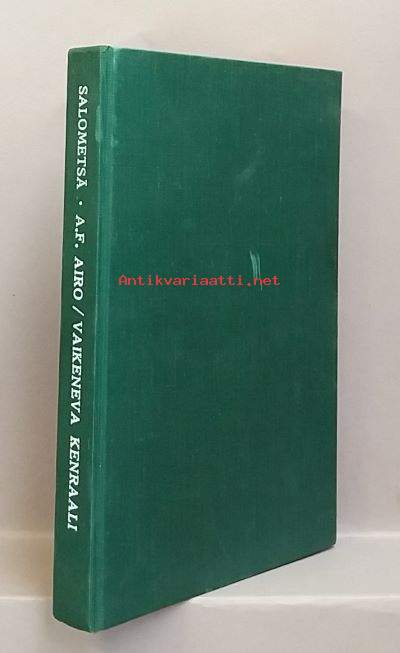 SALOMETSÄ · A.F. AIRO / VAIKENEVA KENRAALI
Antikvariaatti.net